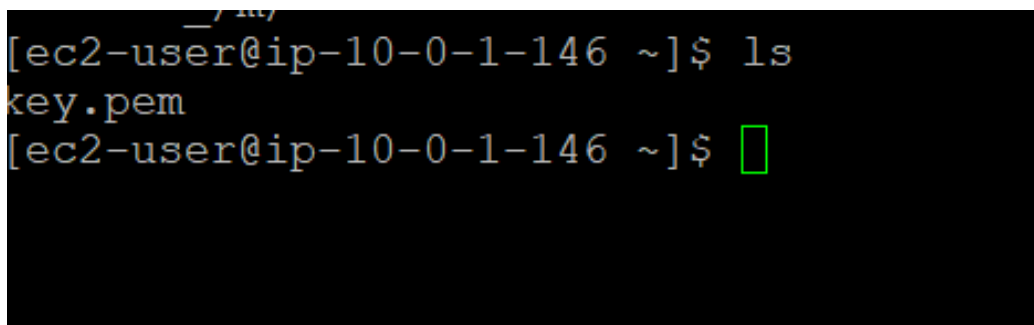 _/m/
[ec2-user@ip-10-0-1-146 ~]$ ls
key.pem
[ec2-user@ip-10-0-1-146 ~]$